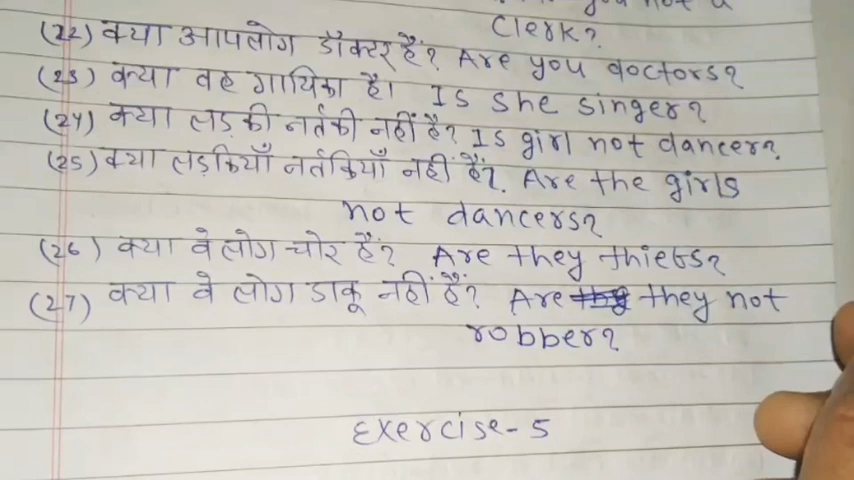 you not a
clerk?
(22) क्या आपलोग डॉक्टर हैं? Are you doctors?
(23) क्या वह गायिका है। Is she singer?
(24) क्या लड़की नर्तकी नहीं है? Is girl not dancer?
(25) क्या लड़कियाँ नर्तकियाँ नहीं हैं? Are the girls
not dancers?
(26) क्या वे लोग चोर हैं? Are they thiefs?
(27) क्या वे लोग डाकू नहीं हैं? Are they not
robber?
Exercise-5